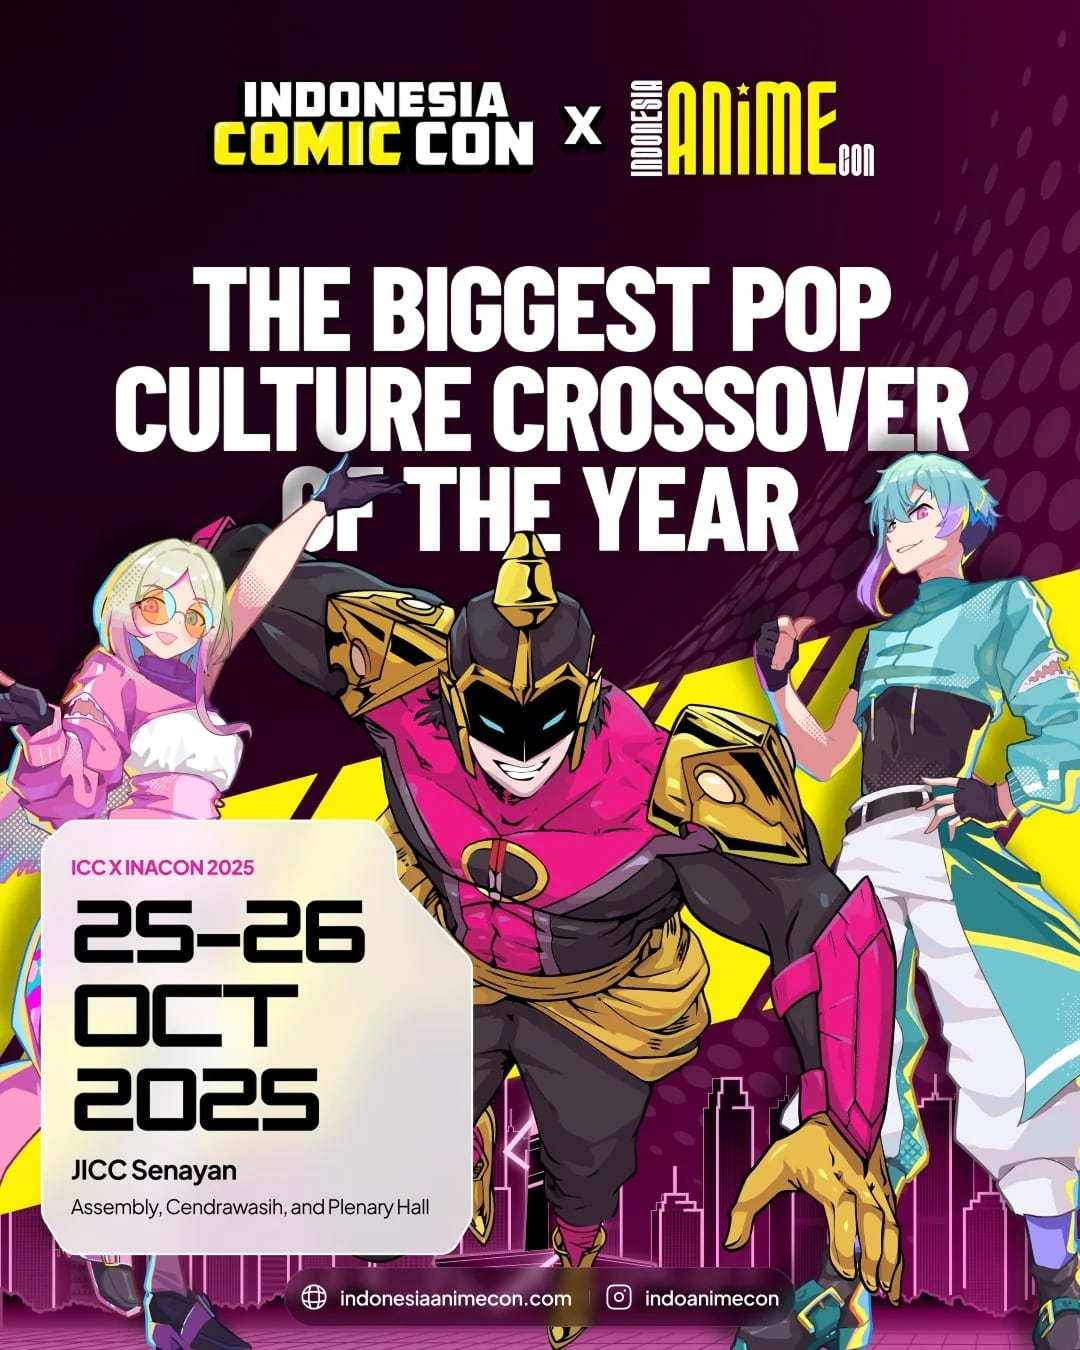 INDONESIA
COMIC CON
X
INDONESIA
ANiME
CON
THE BIGGEST POP
CULTURE CROSSOVER
OF THE YEAR
ICC X INACON 2025
25-26
OCT
2025
JICC Senayan
Assembly, Cendrawasih, and Plenary Hall
indonesiaanimecon.com
indoanimecon